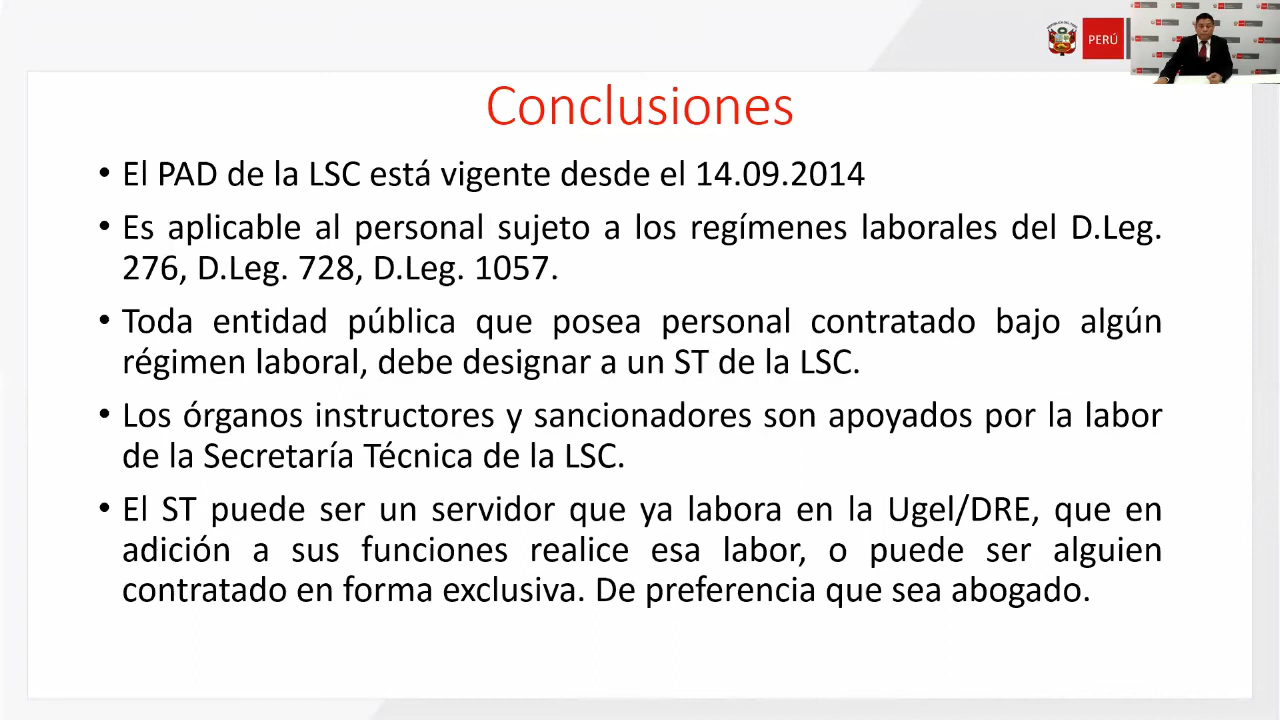 PERÚ
Conclusiones
• El PAD de la LSC está vigente desde el 14.09.2014
• Es aplicable al personal sujeto a los regímenes laborales del D.Leg.
276, D.Leg. 728, D.Leg. 1057.
• Toda entidad pública que posea personal contratado bajo algún
régimen laboral, debe designar a un ST de la LSC.
• Los órganos instructores y sancionadores son apoyados por la labor
de la Secretaría Técnica de la LSC.
• El ST puede ser un servidor que ya labora en la Ugel/DRE, que en
adición a sus funciones realice esa labor, o puede ser alguien
contratado en forma exclusiva. De preferencia que sea abogado.